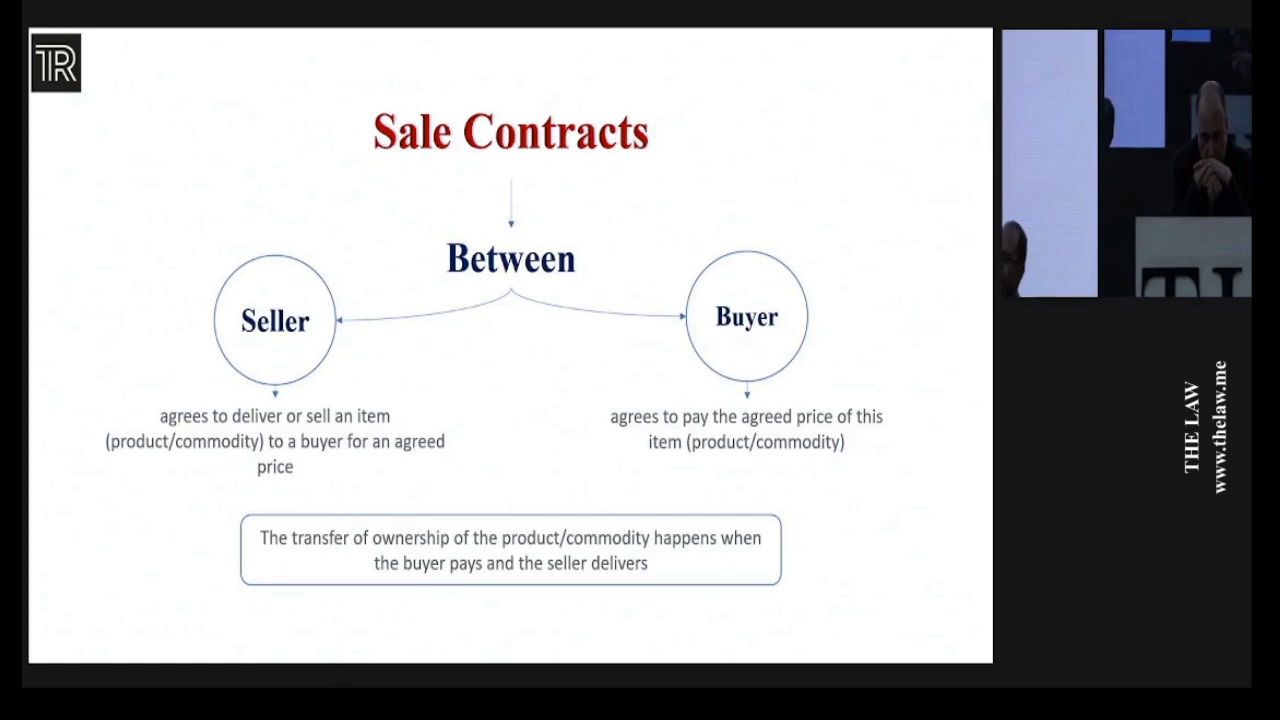 TR
Sale Contracts
Between
Seller
Buyer
agrees to deliver or sell an item
(product/commodity) to a buyer for an agreed
price
agrees to pay the agreed price of this
item (product/commodity)
The transfer of ownership of the product/commodity happens when
the buyer pays and the seller delivers
THE LAW
www.thelaw.me